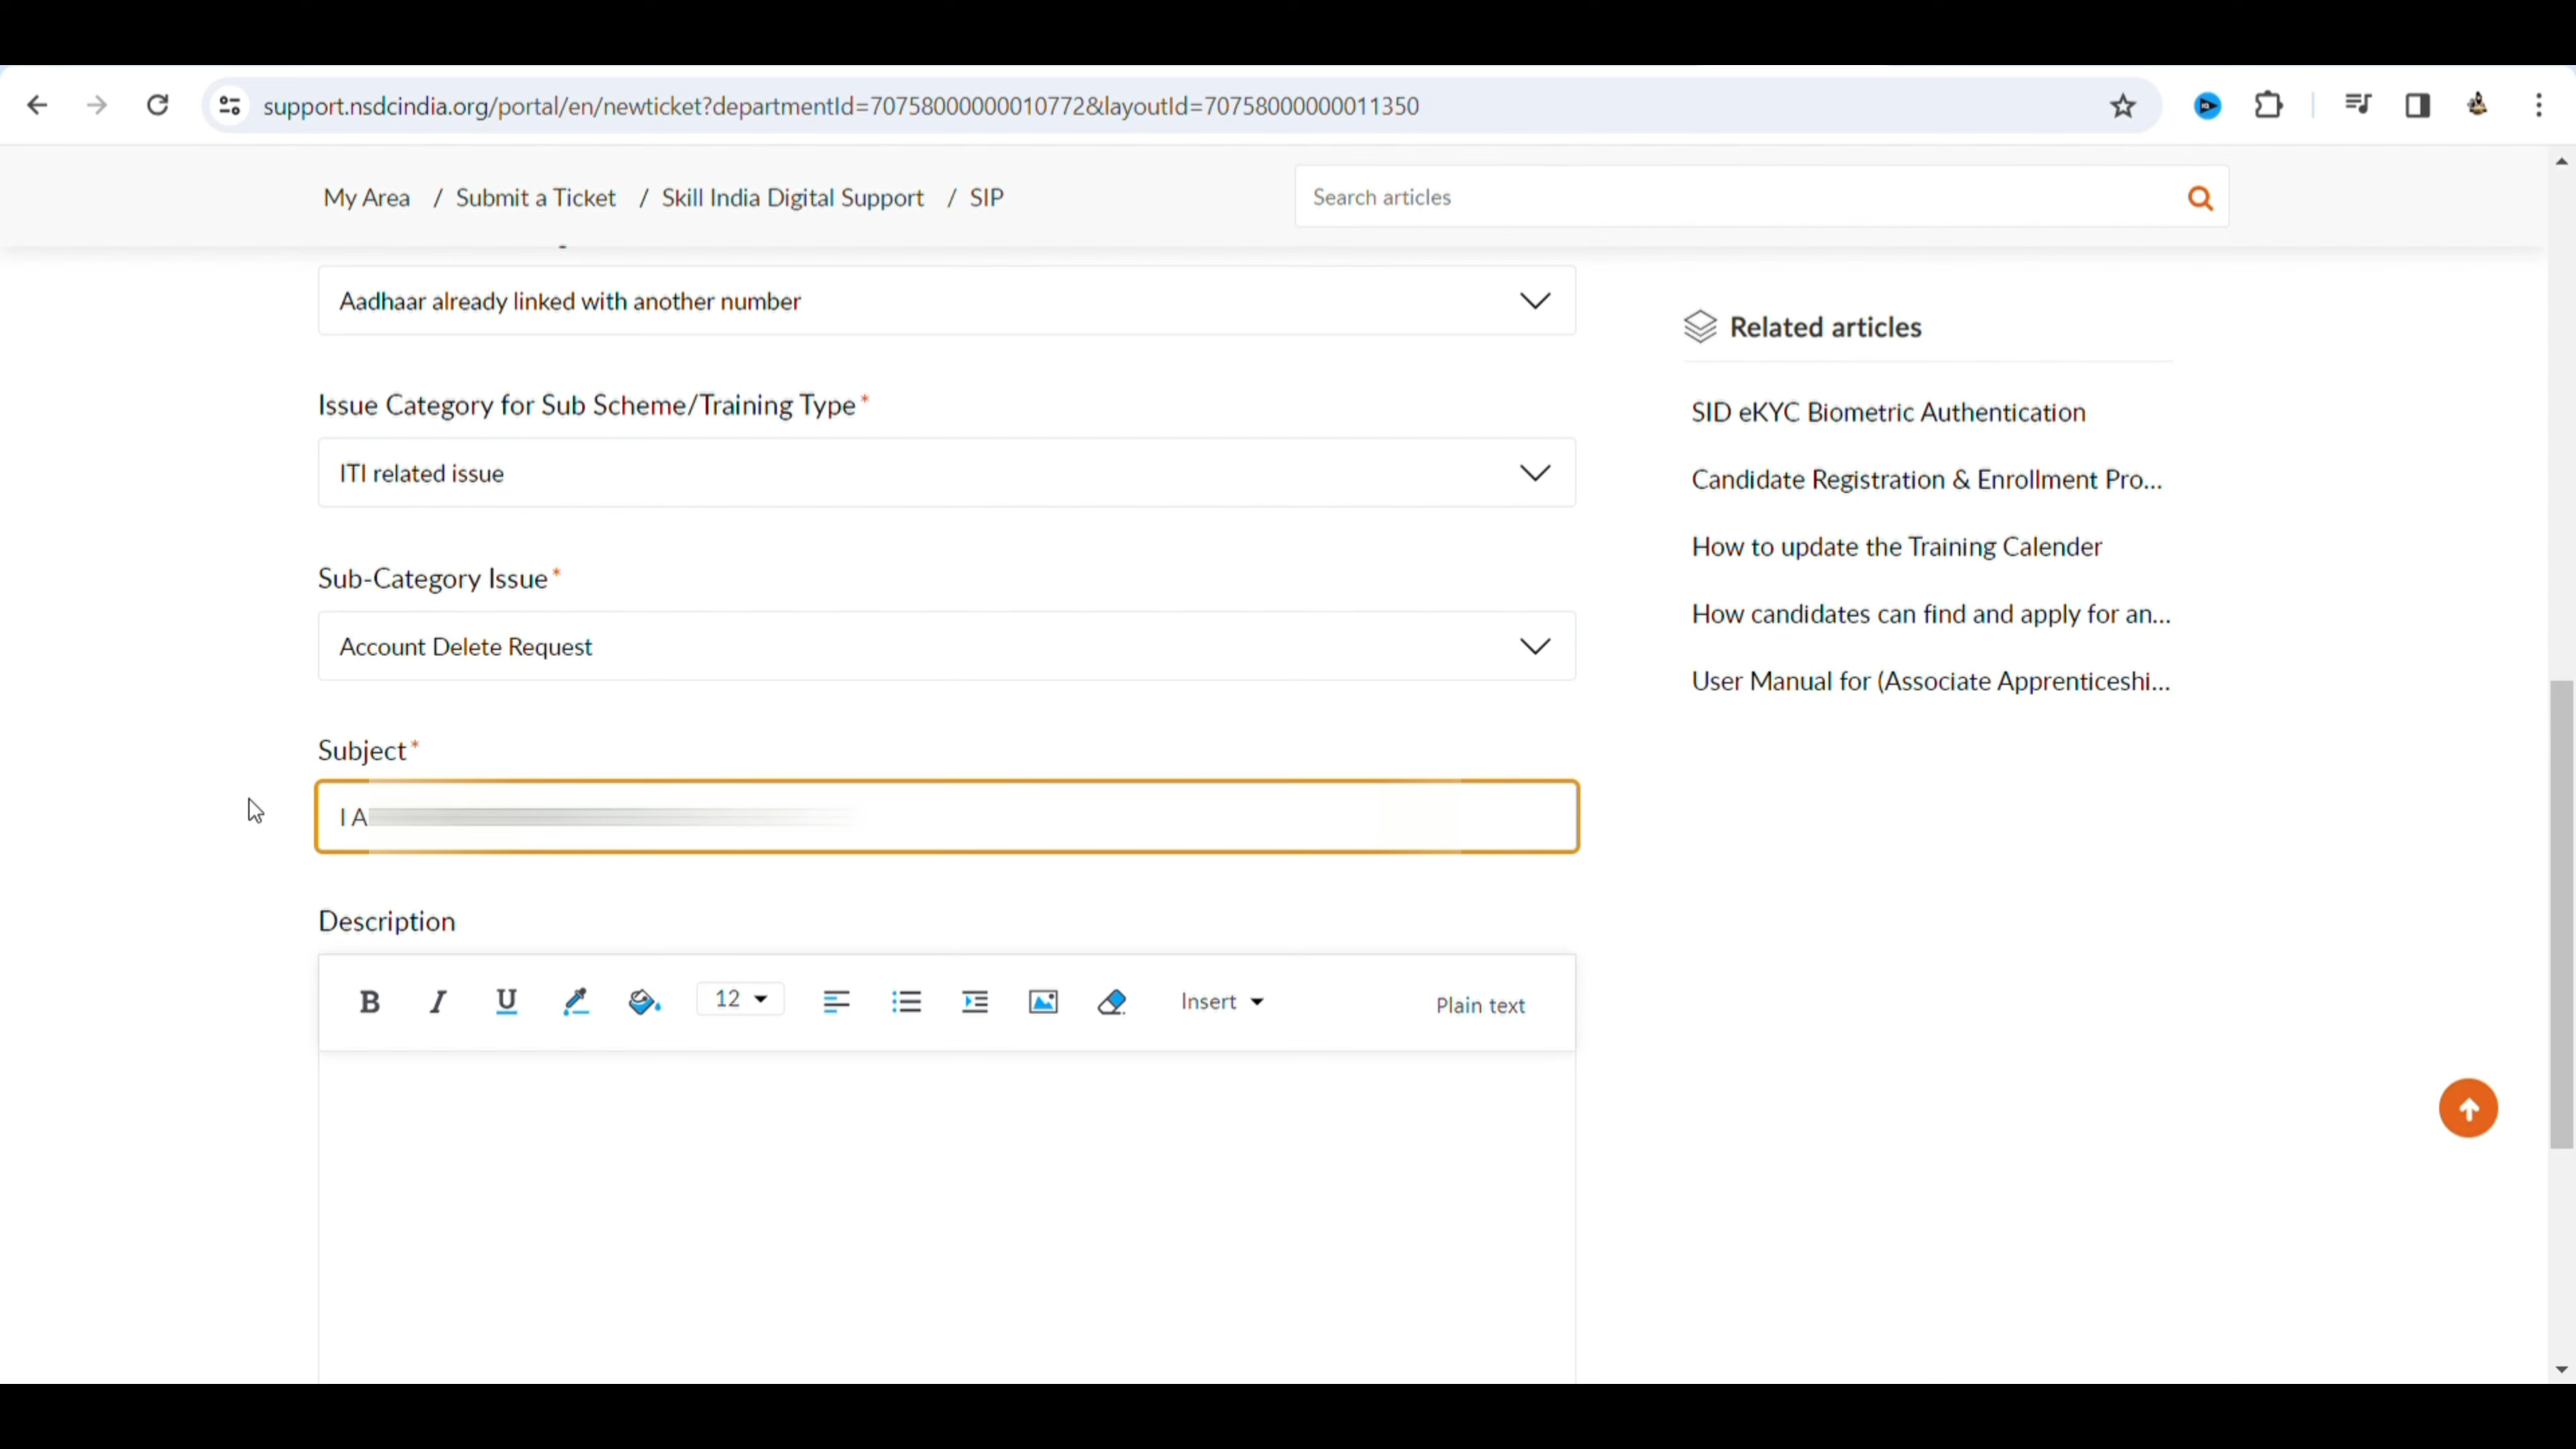 support.nsdcindia.org/portal/en/newticket?departmentId=70758000000010772&layoutId=70758000000011350
My Area / Submit a Ticket / Skill India Digital Support / SIP
Search articles
Aadhaar already linked with another number
Issue Category for Sub Scheme/Training Type*
ITI related issue
Sub-Category Issue*
Account Delete Request
Subject*
I A
Description
12
Insert
Plain text
Related articles
SID eKYC Biometric Authentication
Candidate Registration & Enrollment Pro...
How to update the Training Calender
How candidates can find and apply for an...
User Manual for (Associate Apprenticeshi...